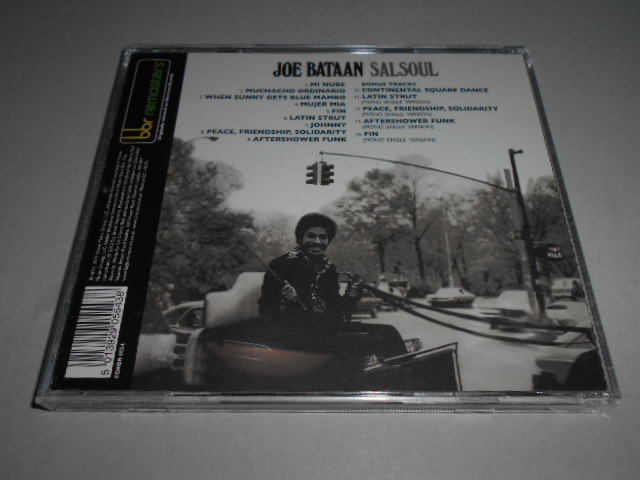 JOE BATAAN SALSOUL
1. MI NUBE
2. MUCHACHO ORDINARIO
3. WHEN SUNNY GETS BLUE MAMBO
4. MUJER MIA
5. FIN
6. LATIN STRUT
7. JOHNNY
8. PEACE, FRIENDSHIP, SOLIDARITY
9. AFTERSHOWER FUNK
BONUS TRACKS
10. CONTINENTAL SQUARE DANCE
11. LATIN STRUT
(MONO SINGLE VERSION)
12. PEACE, FRIENDSHIP, SOLIDARITY
(MONO SINGLE VERSION)
13. AFTERSHOWER FUNK
(MONO SINGLE VERSION)
14. FIN
(MONO SINGLE VERSION)
bbr remasters
5 013929 055438